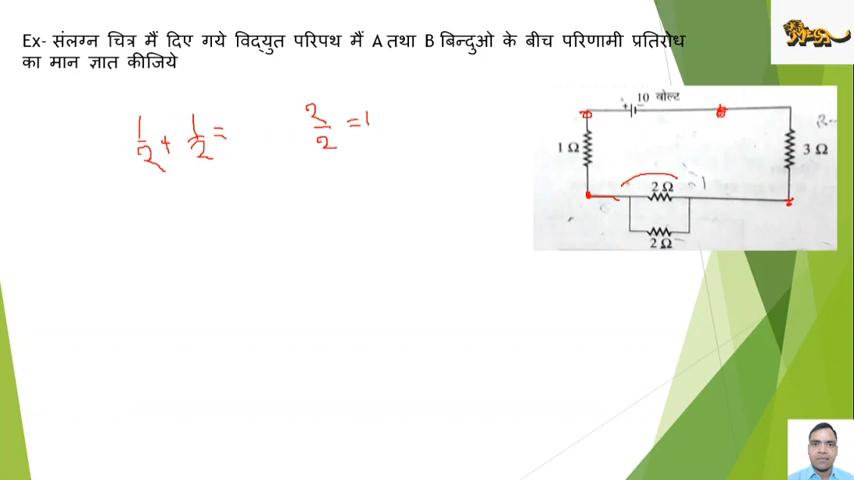 Ex- संलग्न चित्र मैं दिए गये विद्युत परिपथ मैं A तथा B बिन्दुओ के बीच परिणामी प्रतिरोध
का मान ज्ञात कीजिये
1/2 + 1/2 =
2/2 = 1
10 वोल्ट
1 Ω
3 Ω
2 Ω
1
2 Ω